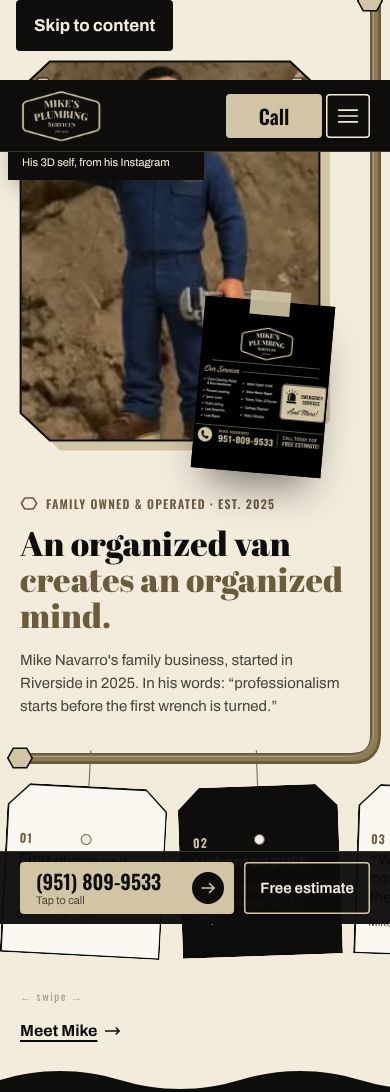 Skip to content
MIKE'S
PLUMBING
SERVICES
Call
His 3D self, from his Instagram
MIKE'S
PLUMBING
SERVICES
Our Services
EMERGENCY
SERVICES
And More!
MIKE NAVARRO
951-809-9533
CALL TODAY FOR
FREE ESTIMATE!
FAMILY OWNED & OPERATED · EST. 2025
An organized van
creates an organized
mind.
Mike Navarro's family business, started in
Riverside in 2025. In his words: “professionalism
starts before the first wrench is turned.”
01
02
03
(951) 809-9533
Tap to call
Free estimate
← swipe →
Meet Mike →